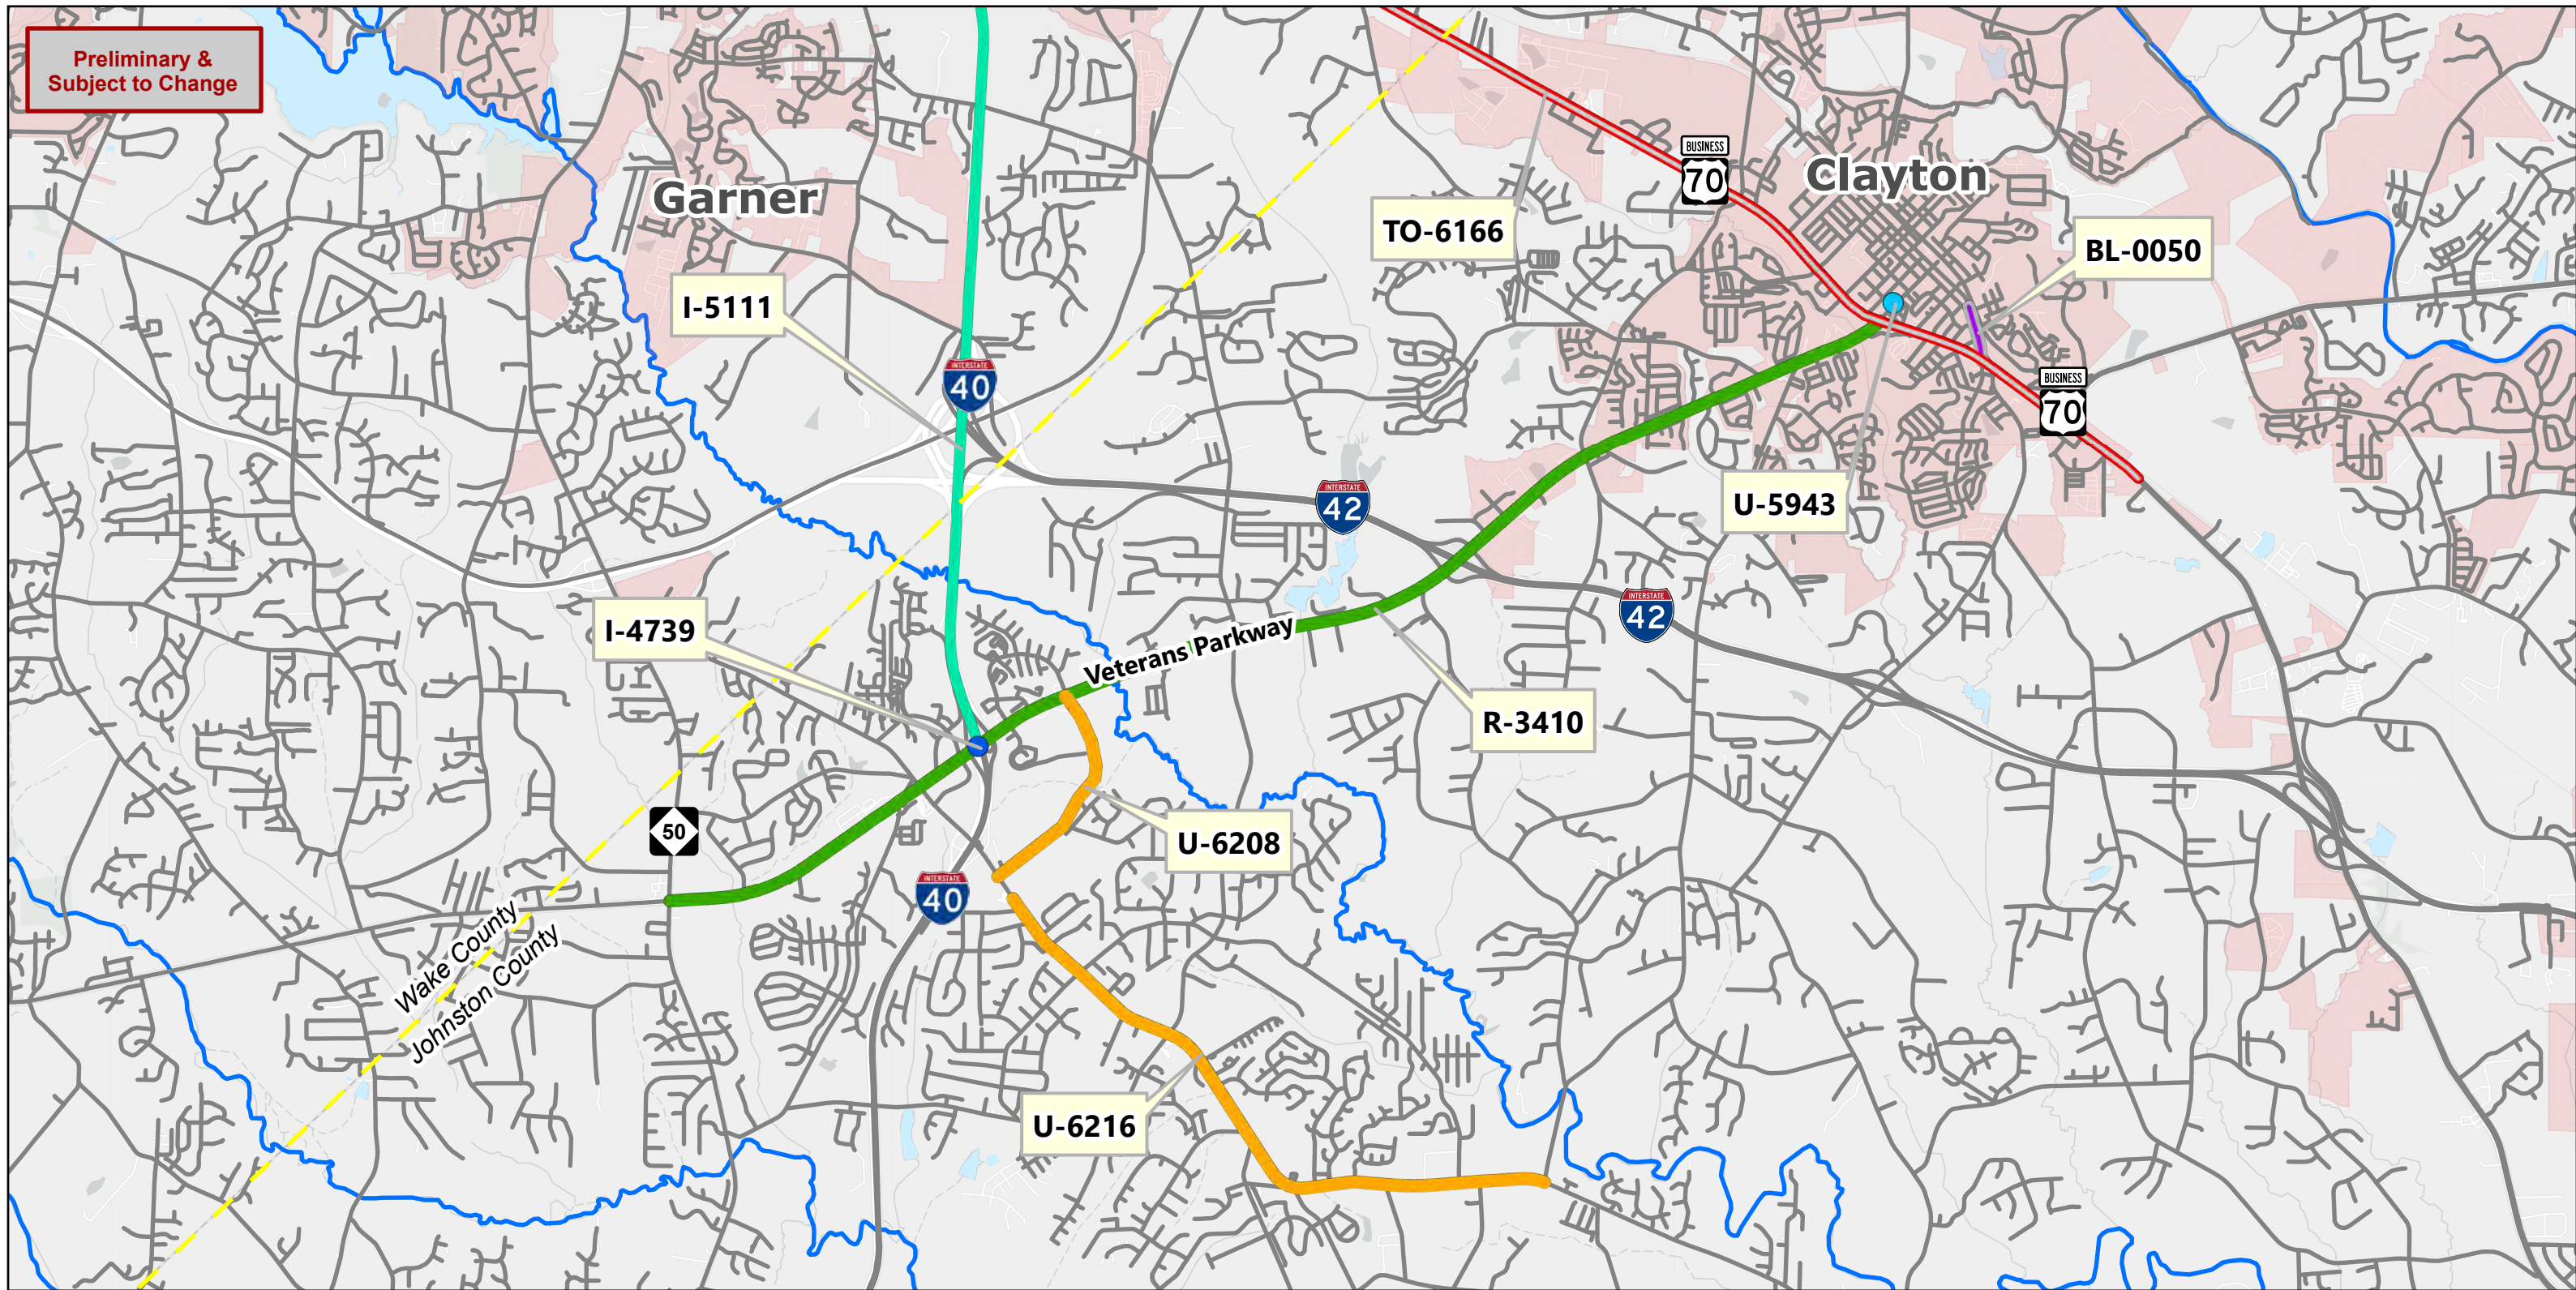 Preliminary &
Subject to Change
BUSINESS
70
Clayton
Garner
TO-6166
BL-0050
I-5111
INTERSTATE
40
BUSINESS
70
INTERSTATE
42
U-5943
INTERSTATE
42
I-4739
Veterans Parkway
R-3410
50
U-6208
INTERSTATE
40
Wake County
Johnston County
U-6216